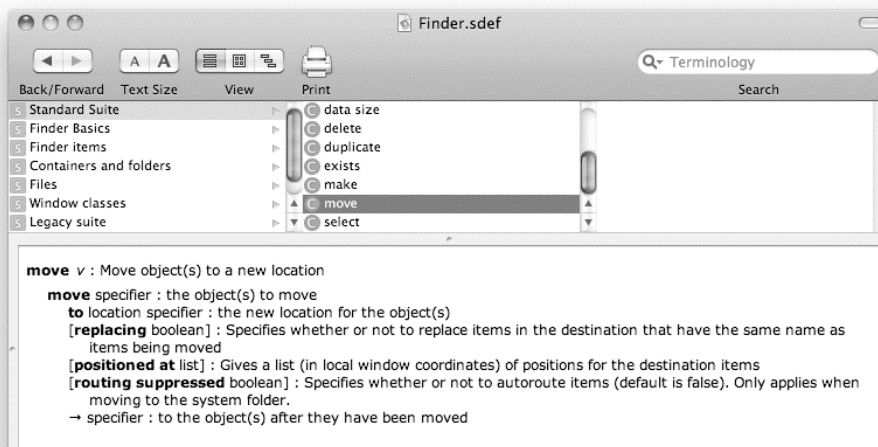 Finder.sdef
A A
Q Terminology
Back/Forward Text Size View Print Search
S Standard Suite
S Finder Basics
S Finder items
S Containers and folders
S Files
S Window classes
S Legacy suite
C data size
C delete
C duplicate
C exists
C make
C move
C select
move v : Move object(s) to a new location
move specifier : the object(s) to move
to location specifier : the new location for the object(s)
[replacing boolean] : Specifies whether or not to replace items in the destination that have the same name as
items being moved
[positioned at list] : Gives a list (in local window coordinates) of positions for the destination items
[routing suppressed boolean] : Specifies whether or not to autoroute items (default is false). Only applies when
moving to the system folder.
→ specifier : to the object(s) after they have been moved